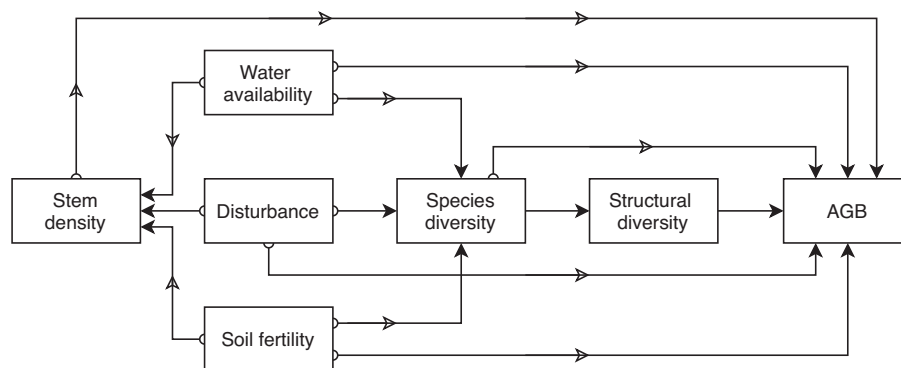 Water
availability
Stem
density
Disturbance
Species
diversity
Structural
diversity
AGB
Soil fertility